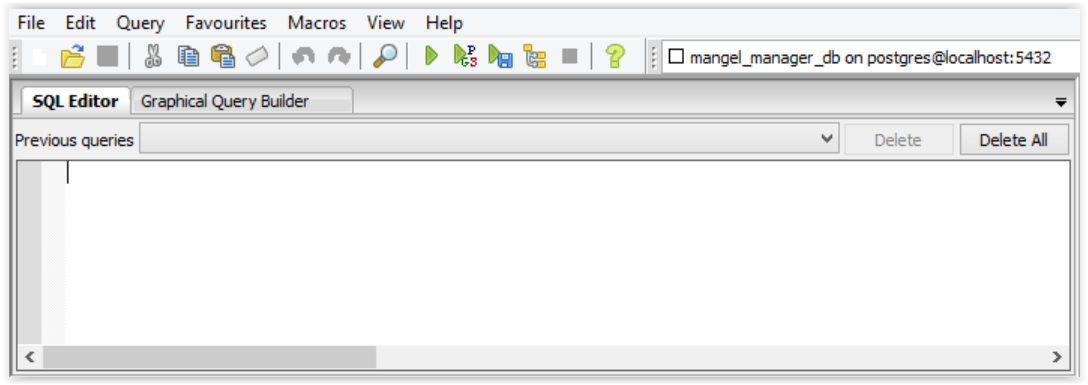 File Edit Query Favourites Macros View Help
mangel_manager_db on postgres@localhost:5432
SQL Editor Graphical Query Builder
Previous queries Delete Delete All